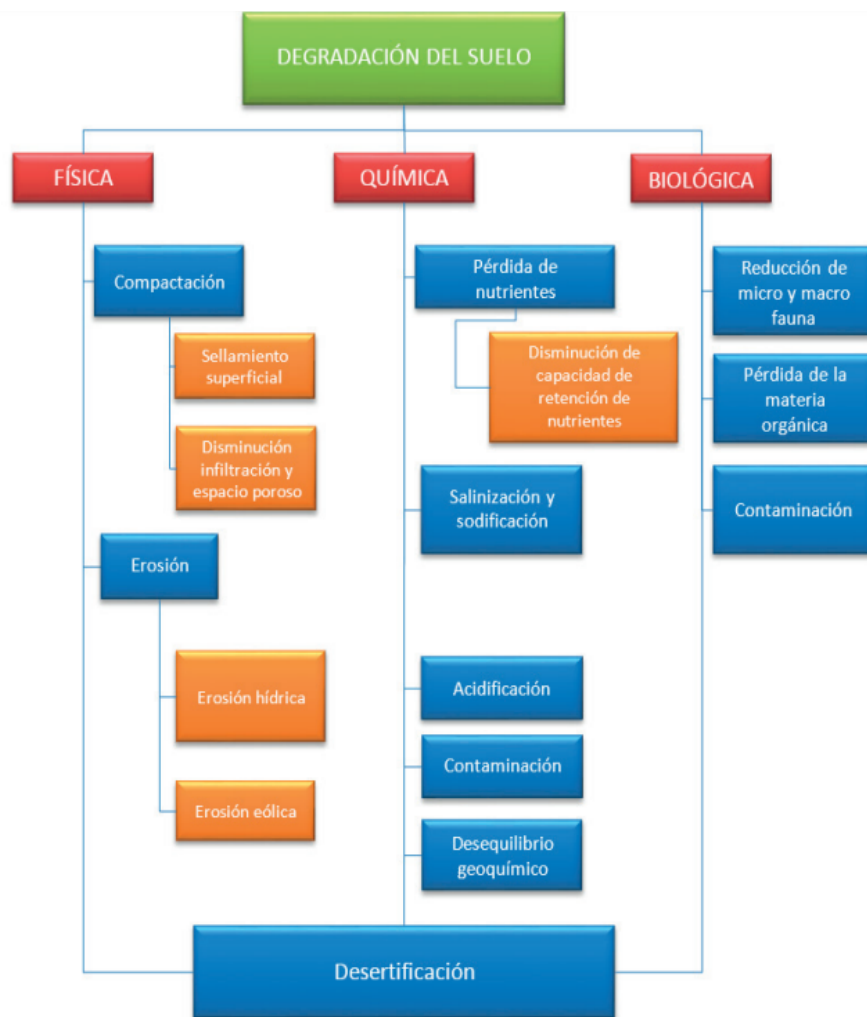 DEGRADACIÓN DEL SUELO
FÍSICA
QUÍMICA
BIOLÓGICA
Compactación
Sellamiento
superficial
Disminución
infiltración y
espacio poroso
Erosión
Erosión hídrica
Erosión eólica
Pérdida de
nutrientes
Disminución de
capacidad de
retención de
nutrientes
Salinización y
sodificación
Acidificación
Contaminación
Desequilibrio
geoquímico
Reducción de
micro y macro
fauna
Pérdida de la
materia
orgánica
Contaminación
Desertificación